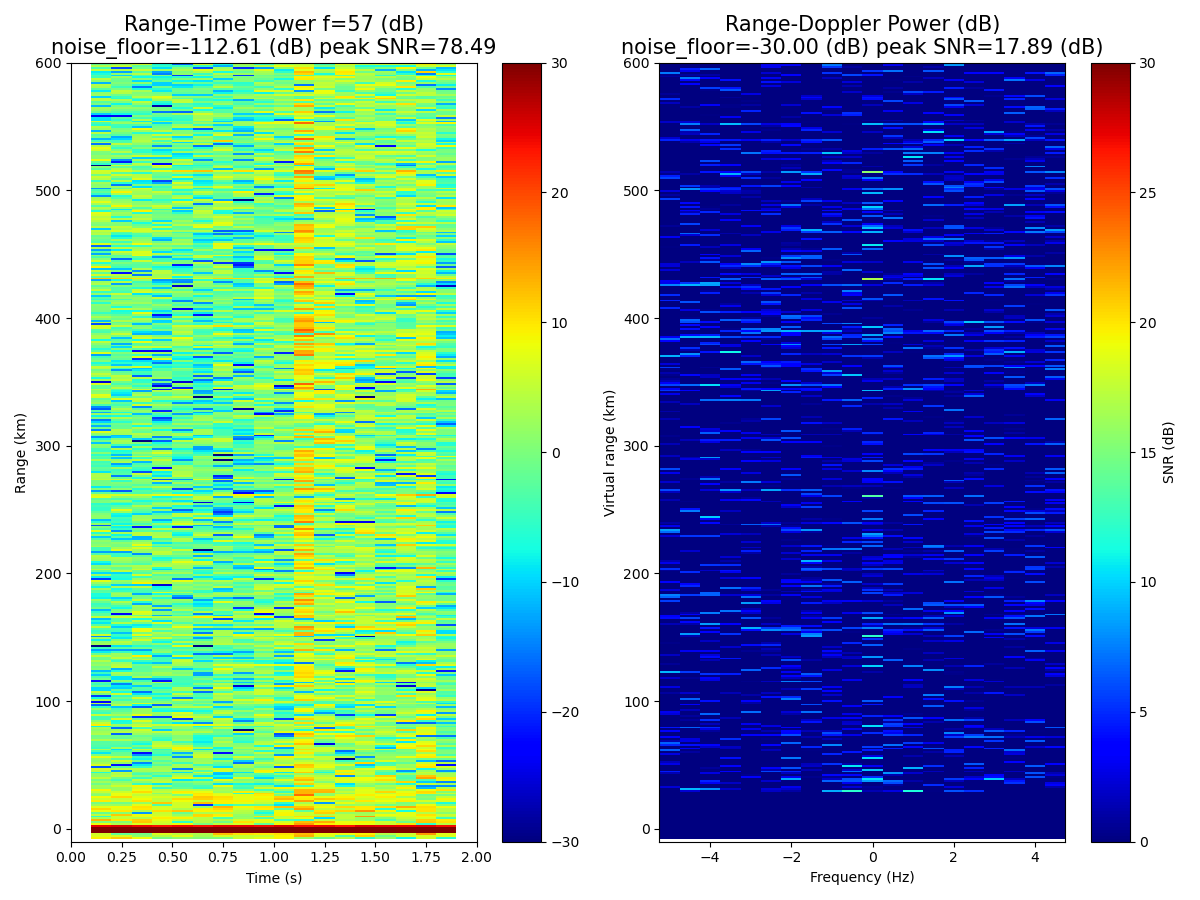 Range-Time Power f=57 (dB)
noise_floor=-112.61 (dB) peak SNR=78.49
Range-Doppler Power (dB)
noise_floor=-30.00 (dB) peak SNR=17.89 (dB)
600
500
400
300
200
100
0
Range (km)
0.00 0.25 0.50 0.75 1.00 1.25 1.50 1.75 2.00
Time (s)
30
20
10
0
−10
−20
−30
600
500
400
300
200
100
0
Virtual range (km)
−4 −2 0 2 4
Frequency (Hz)
30
25
20
15
10
5
0
SNR (dB)